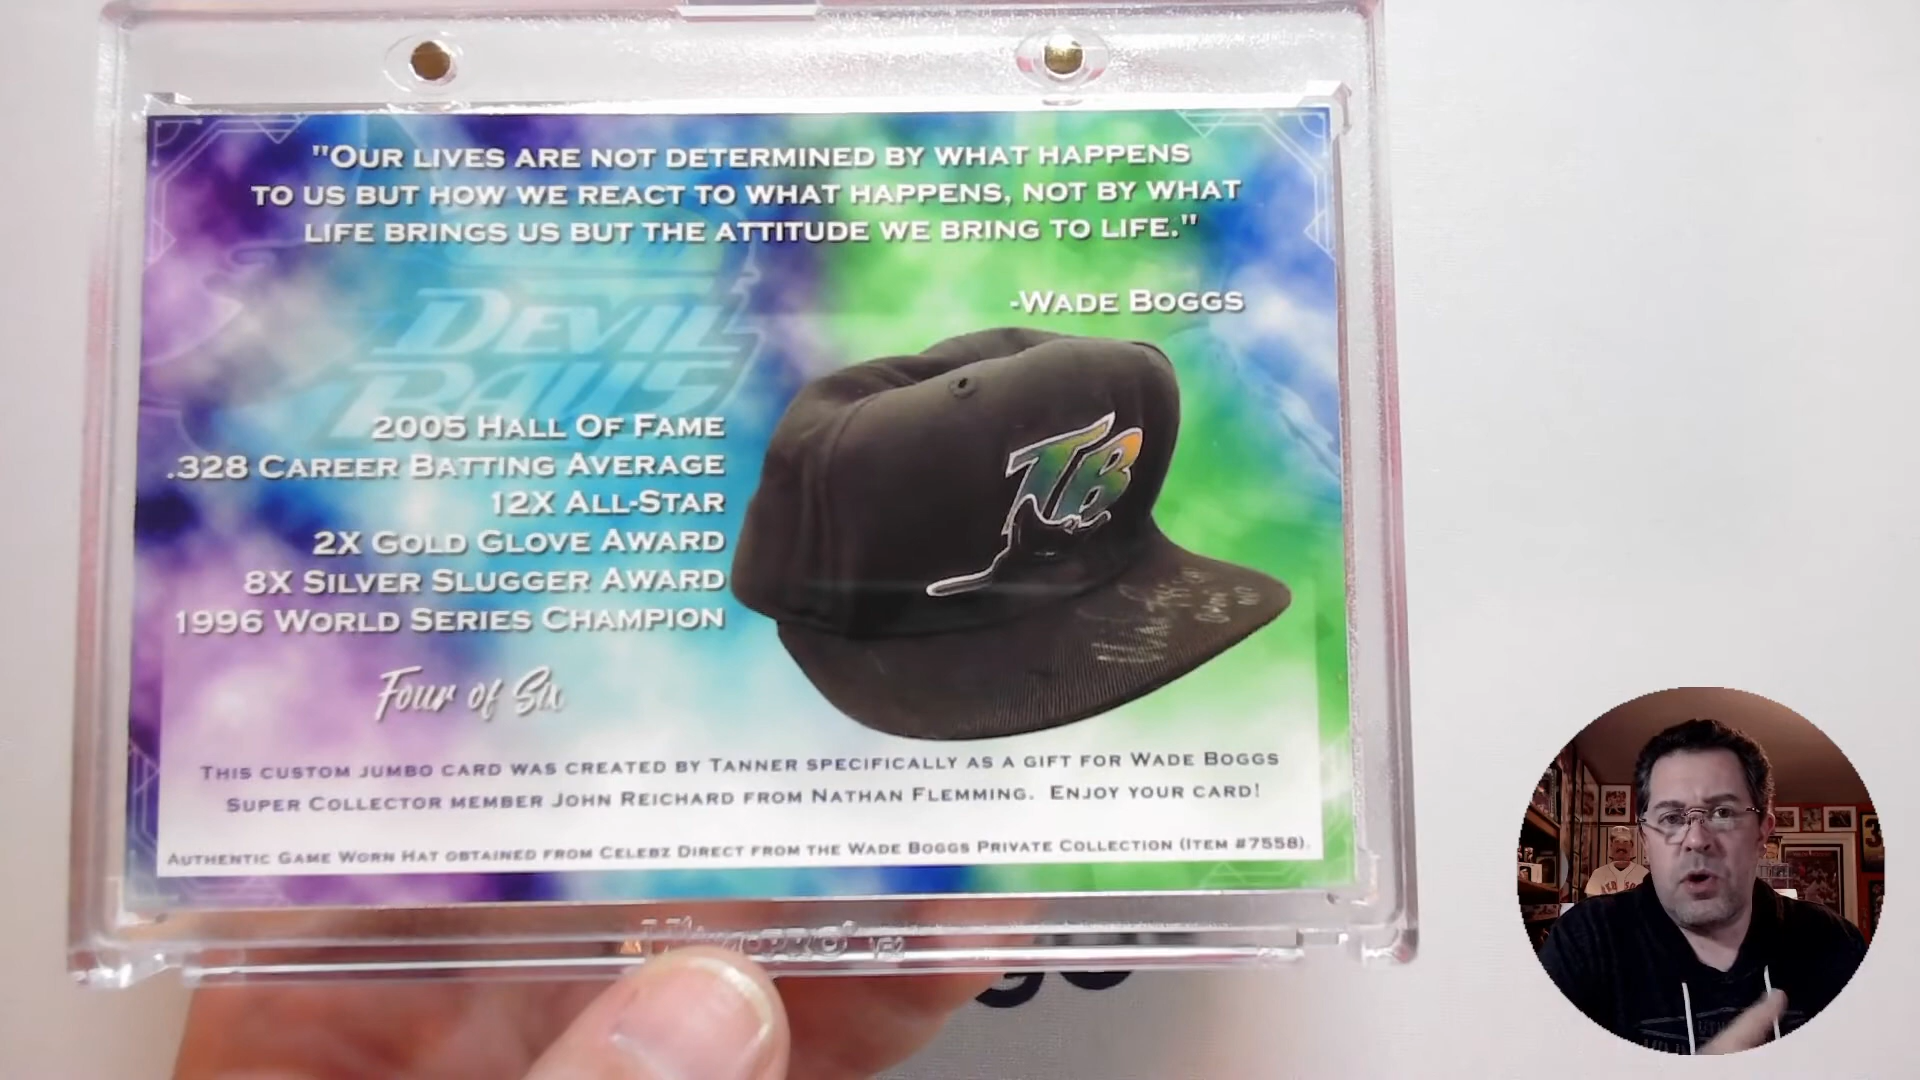 "Our lives are not determined by what happens
to us but how we react to what happens, not by what
life brings us but the attitude we bring to life."
-Wade Boggs
Devil
Rays
2005 Hall Of Fame
.328 Career Batting Average
12x All-Star
2x Gold Glove Award
8x Silver Slugger Award
1996 World Series Champion
TB
Four of Six
This custom jumbo card was created by Tanner specifically as a gift for Wade Boggs
Super Collector member John Reichard from Nathan Flemming. Enjoy your card!
Authentic Game Worn Hat obtained from Celebz Direct from the Wade Boggs Private Collection (Item #7558).